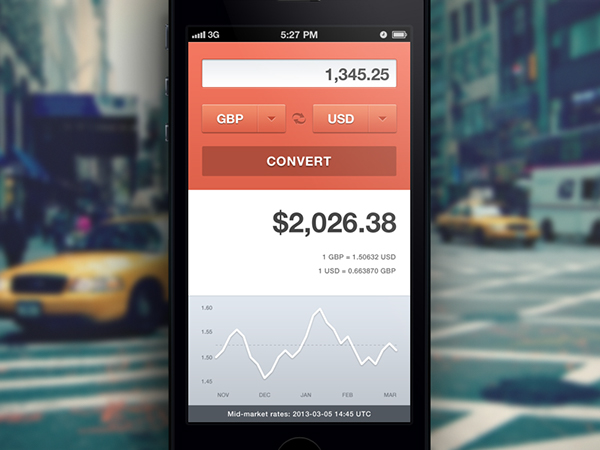 3G 5:27 PM
1,345.25
GBP USD
CONVERT
$2,026.38
1 GBP = 1.50632 USD
1 USD = 0.663870 GBP
1.60
1.55
1.50
1.45
NOV DEC JAN FEB MAR
Mid-market rates: 2013-03-05 14:45 UTC